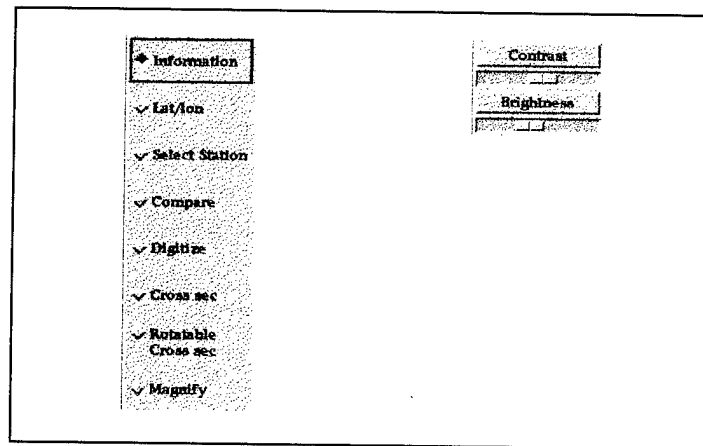 Information
Lat/lon
Select Station
Compare
Digitize
Cross sec
Rotatable
Cross sec
Magnify
Contrast
Brightness